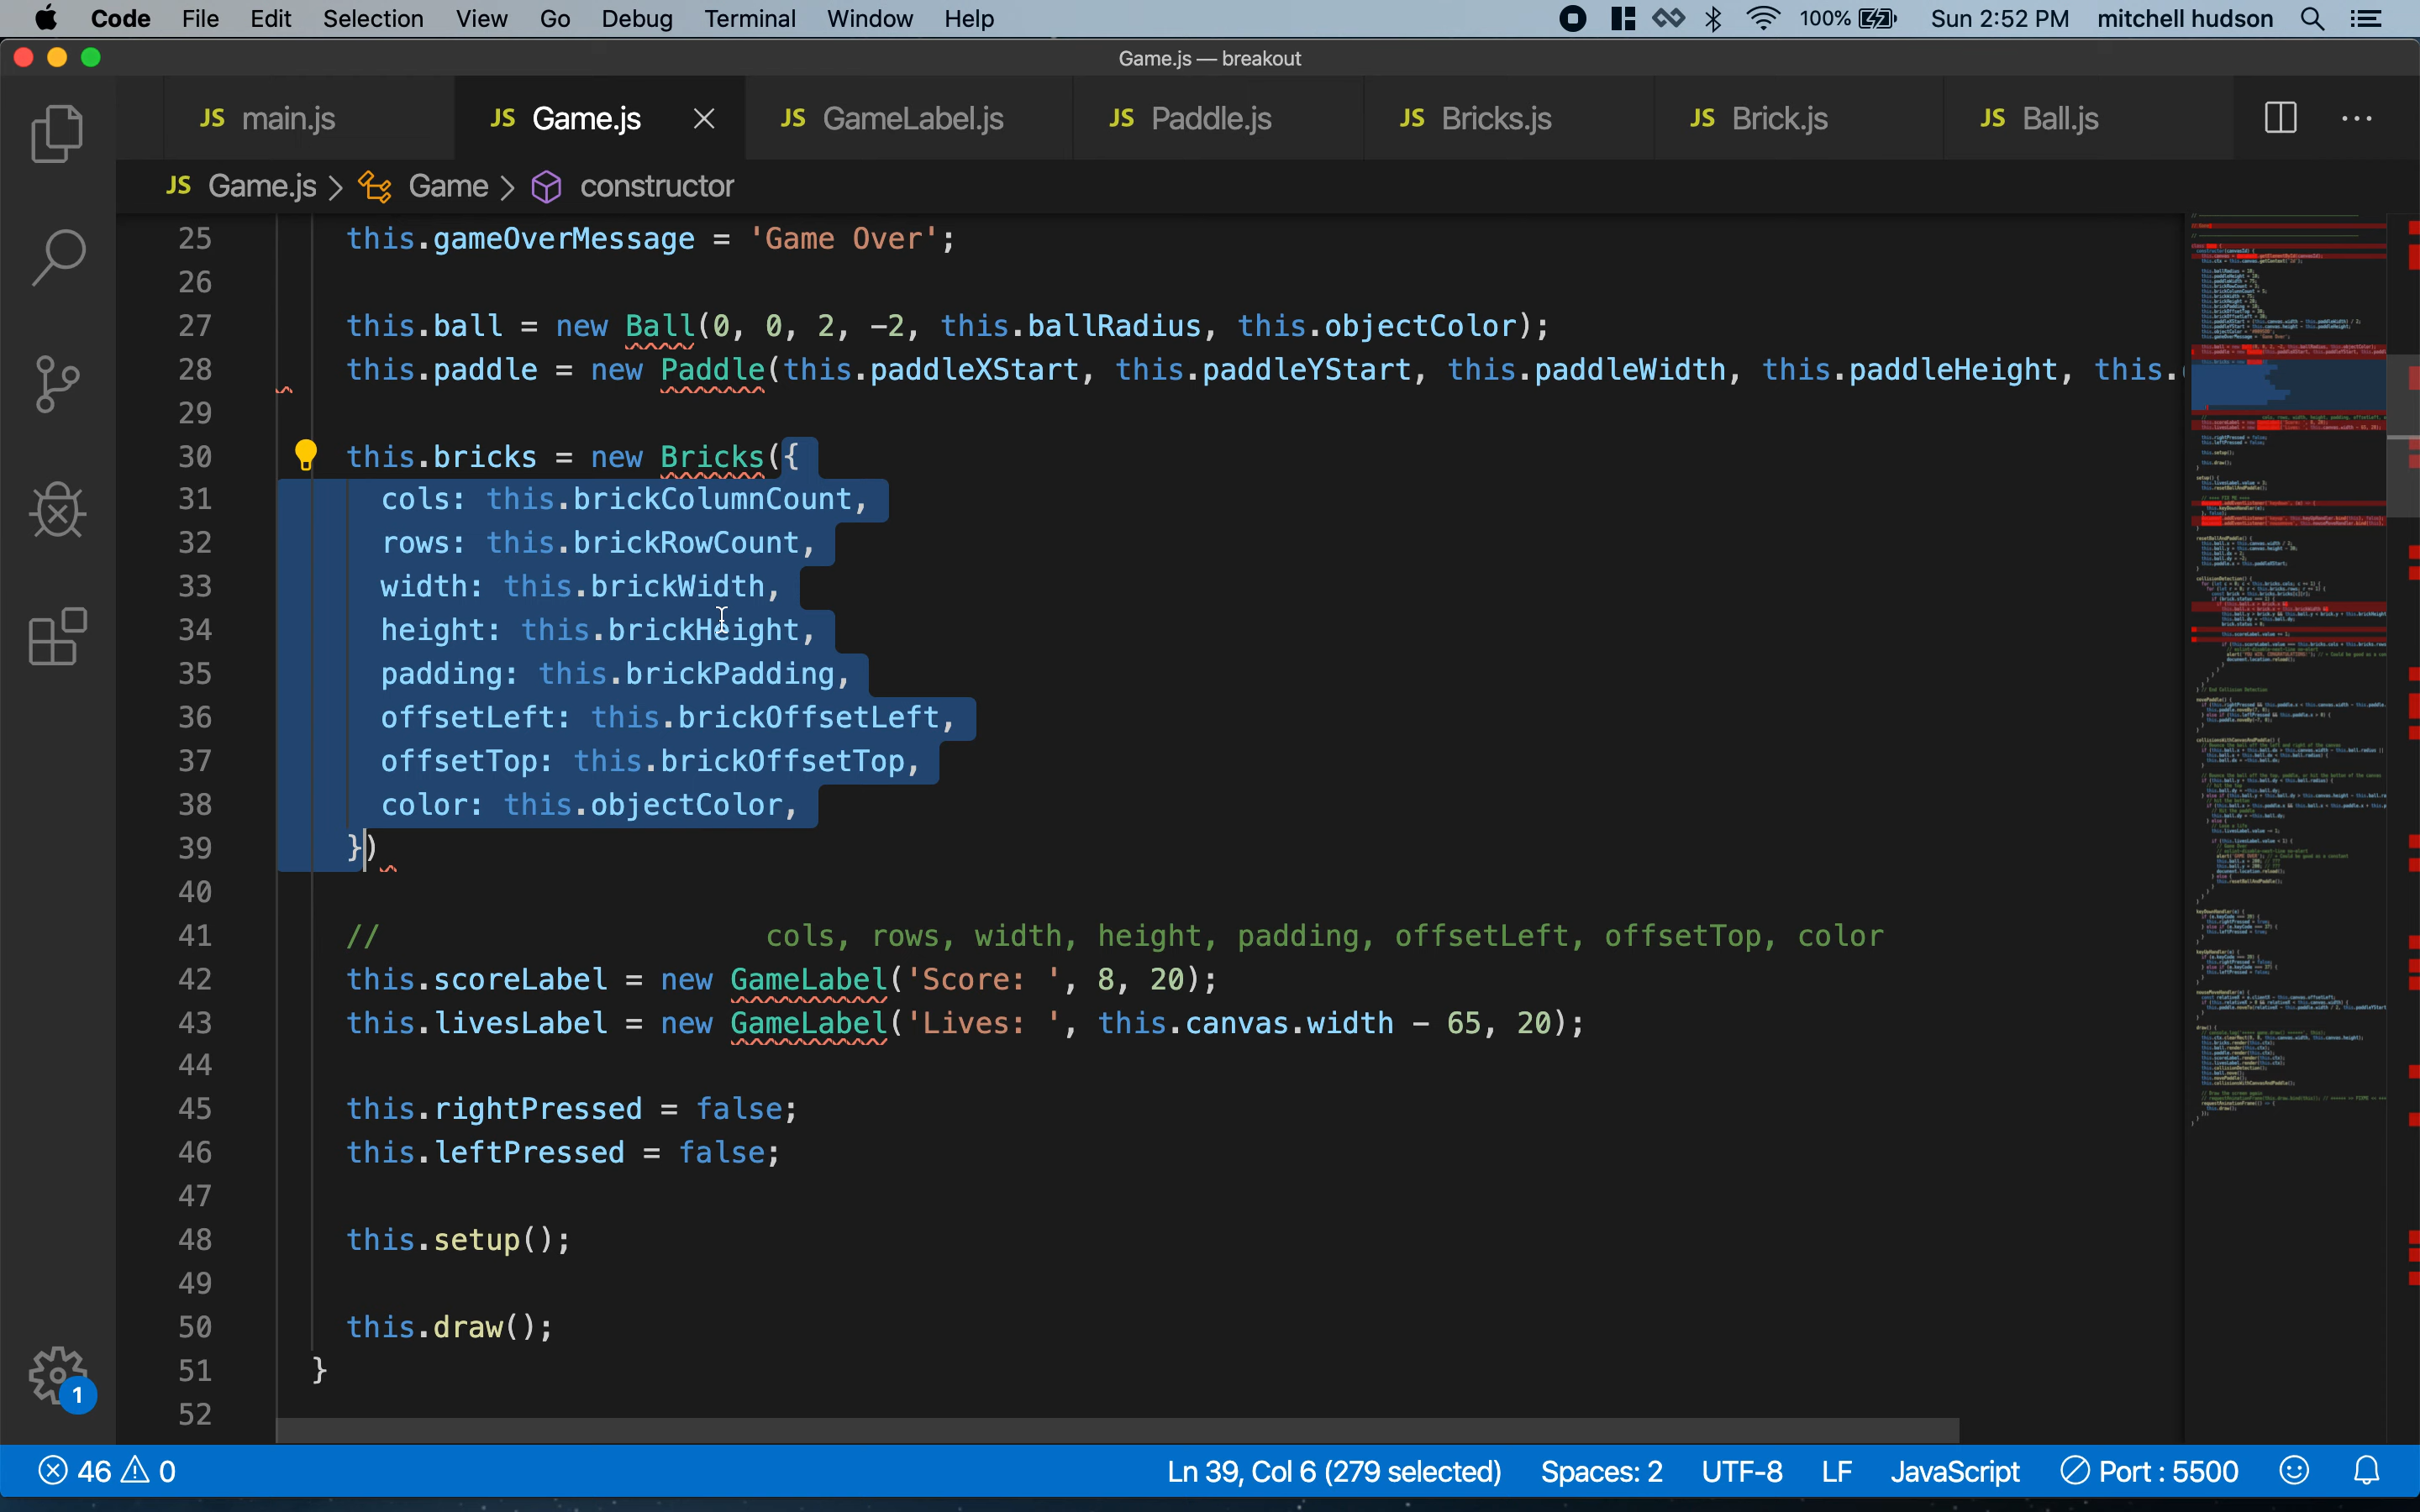 Code File Edit Selection View Go Debug Terminal Window Help 100% Sun 2:52 PM mitchell hudson
Game.js — breakout
JS main.js JS Game.js JS GameLabel.js JS Paddle.js JS Bricks.js JS Brick.js JS Ball.js
JS Game.js > Game > constructor
25 this.gameOverMessage = 'Game Over';
26
27 this.ball = new Ball(0, 0, 2, -2, this.ballRadius, this.objectColor);
28 this.paddle = new Paddle(this.paddleXStart, this.paddleYStart, this.paddleWidth, this.paddleHeight, this.
29
30 this.bricks = new Bricks({
31 cols: this.brickColumnCount,
32 rows: this.brickRowCount,
33 width: this.brickWidth,
34 height: this.brickHeight,
35 padding: this.brickPadding,
36 offsetLeft: this.brickOffsetLeft,
37 offsetTop: this.brickOffsetTop,
38 color: this.objectColor,
39 })
40
41 // cols, rows, width, height, padding, offsetLeft, offsetTop, color
42 this.scoreLabel = new GameLabel('Score: ', 8, 20);
43 this.livesLabel = new GameLabel('Lives: ', this.canvas.width - 65, 20);
44
45 this.rightPressed = false;
46 this.leftPressed = false;
47
48 this.setup();
49
50 this.draw();
51 }
52
1
46 0 Ln 39, Col 6 (279 selected) Spaces: 2 UTF-8 LF JavaScript Port : 5500